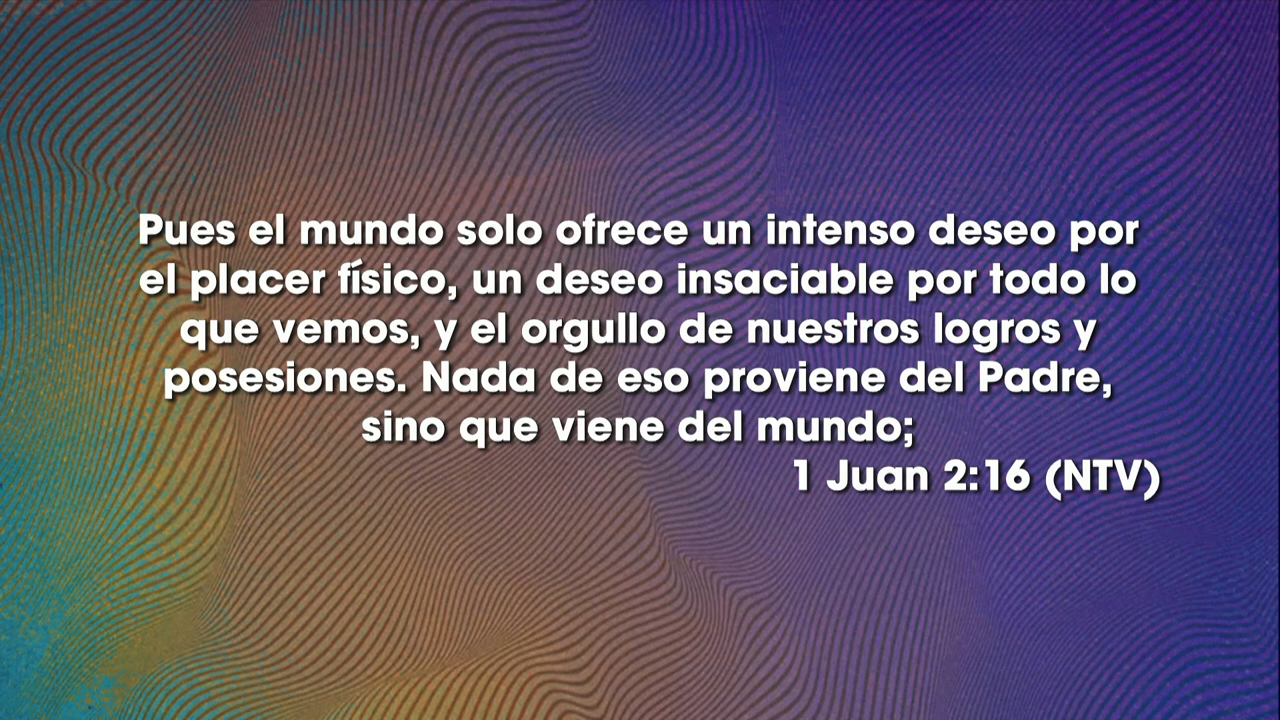 Pues el mundo solo ofrece un intenso deseo por
el placer físico, un deseo insaciable por todo lo
que vemos, y el orgullo de nuestros logros y
posesiones. Nada de eso proviene del Padre,
sino que viene del mundo;
1 Juan 2:16 (NTV)